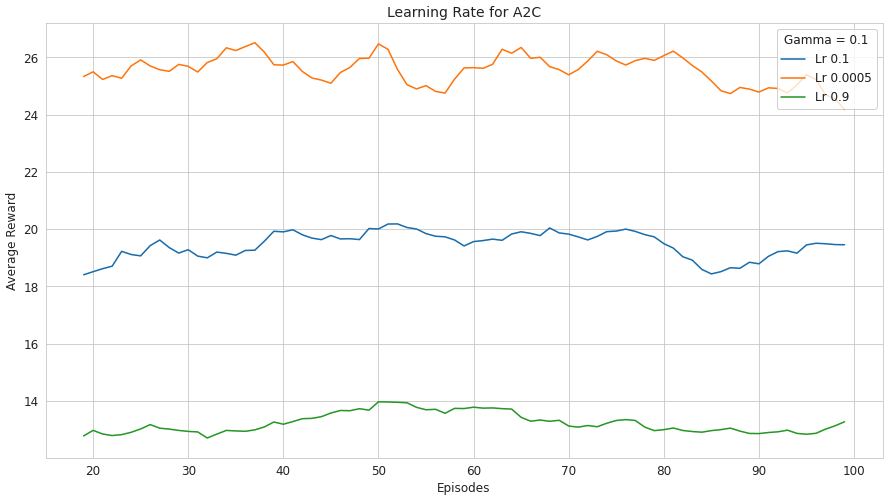 Learning Rate for A2C
Average Reward
26
24
22
20
18
16
14
Gamma = 0.1
Lr 0.1
Lr 0.0005
Lr 0.9
20 30 40 50 60 70 80 90 100
Episodes